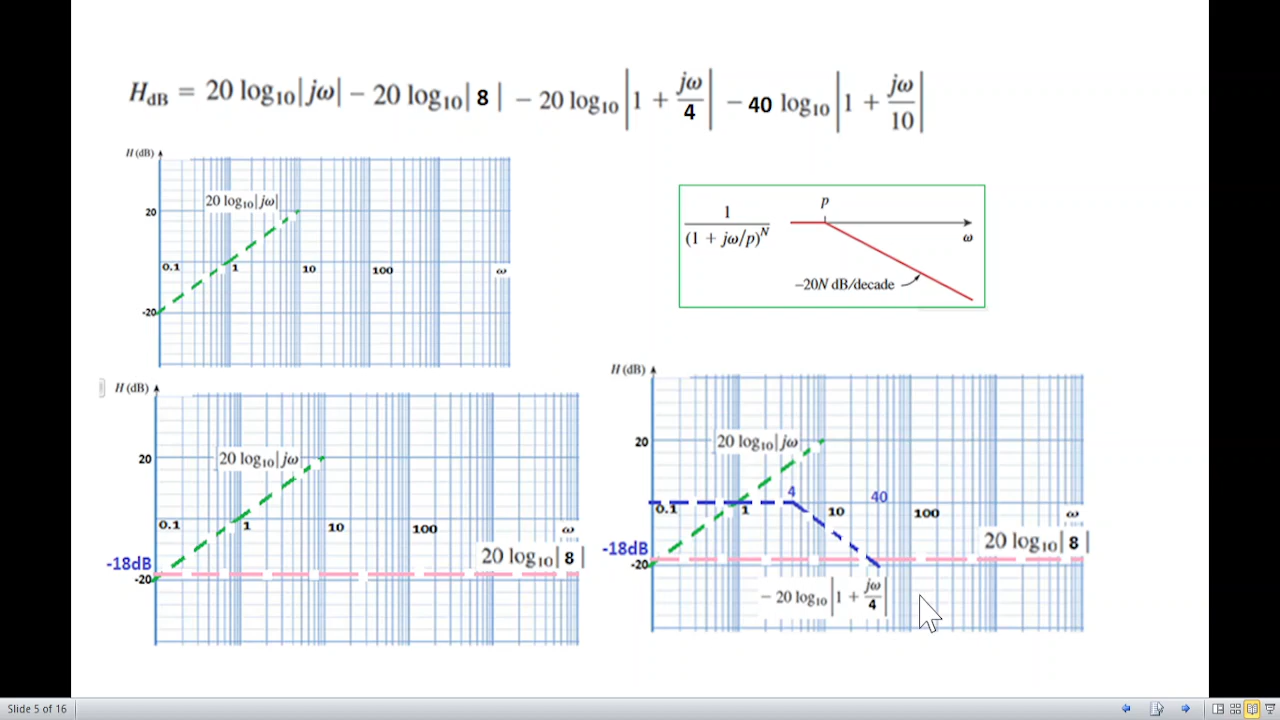 H_dB = 20 log₁₀|jω| − 20 log₁₀| 8 | − 20 log₁₀ |1 + jω/4| − 40 log₁₀ |1 + jω/10|
H (dB)
20 log₁₀|jω|
20
0.1 1 10 100 ω
-20
1/(1 + jω/p)^N
p
ω
−20N dB/decade
H (dB)
20 log₁₀|jω
20
0.1 1 10 100 ω
-18dB
20 log₁₀| 8 |
-20
H (dB)
20 log₁₀|jω
20
4 40
0.1 1 10 100 ω
-18dB
20 log₁₀| 8 |
-20
− 20 log₁₀ |1 + jω/4|
Slide 5 of 16